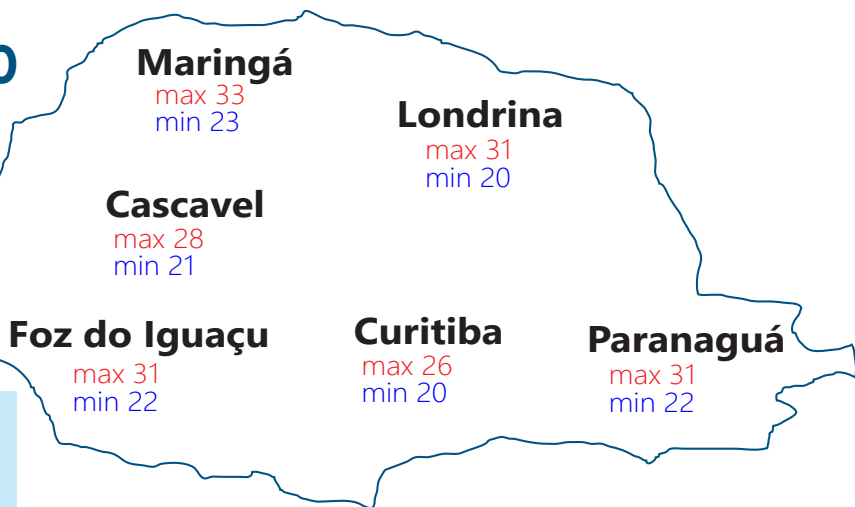 Maringá
max 33
min 23
Londrina
max 31
min 20
Cascavel
max 28
min 21
Foz do Iguaçu
max 31
min 22
Curitiba
max 26
min 20
Paranaguá
max 31
min 22